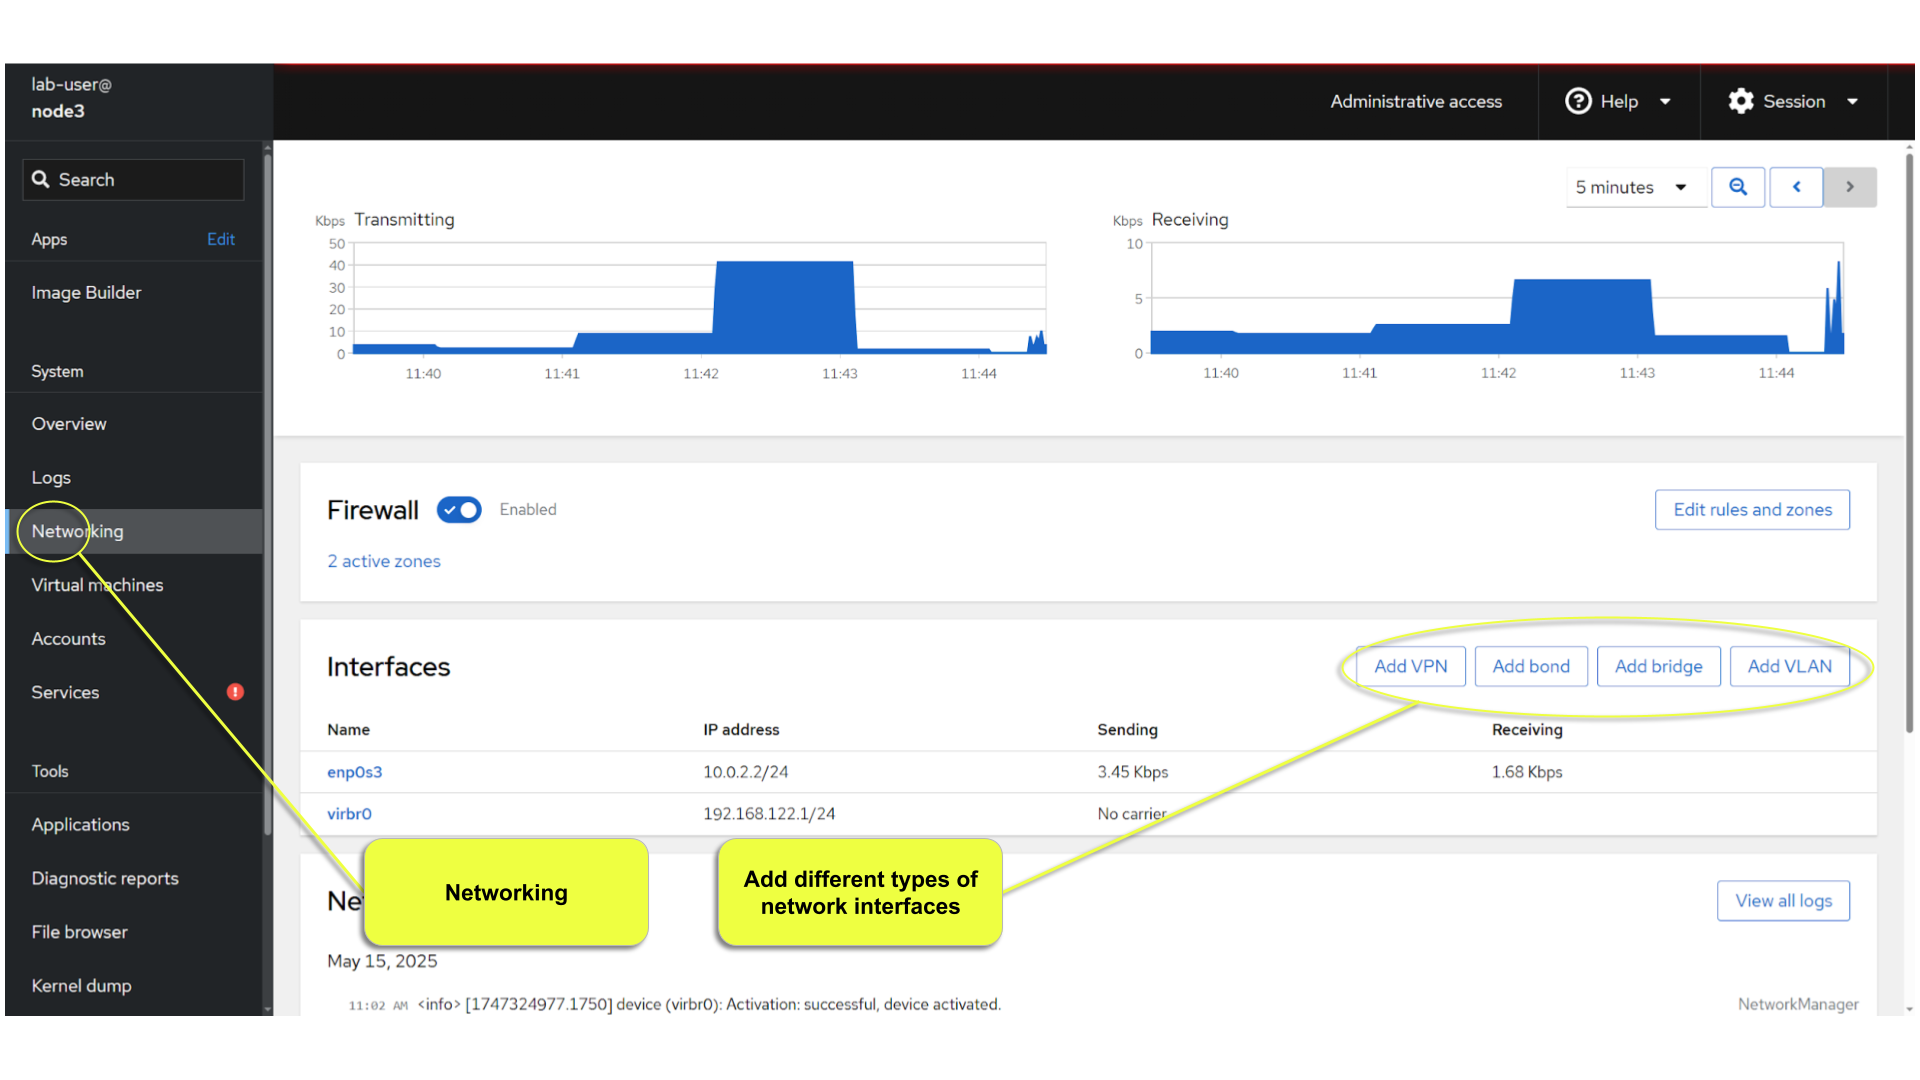 lab-user@
node3
Administrative access
Help
Session
Search
Apps
Edit
Image Builder
System
Overview
Logs
Networking
Virtual machines
Accounts
Services
Tools
Applications
Diagnostic reports
File browser
Kernel dump
5 minutes
Kbps Transmitting
50
40
30
20
10
0
11:40
11:41
11:42
11:43
11:44
Kbps Receiving
10
5
0
11:40
11:41
11:42
11:43
11:44
Firewall
Enabled
Edit rules and zones
2 active zones
Interfaces
Add VPN
Add bond
Add bridge
Add VLAN
Name IP address Sending Receiving
enp0s3 10.0.2.2/24 3.45 Kbps 1.68 Kbps
virbr0 192.168.122.1/24 No carrier
Networking
Add different types of
network interfaces
View all logs
May 15, 2025
11:02 AM <info> [1747324977.1750] device (virbr0): Activation: successful, device activated. NetworkManager